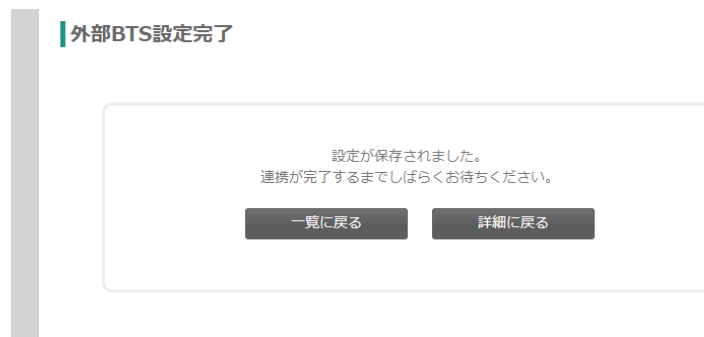 外部BTS設定完了
設定が保存されました。
連携が完了するまでしばらくお待ちください。
一覧に戻る
詳細に戻る